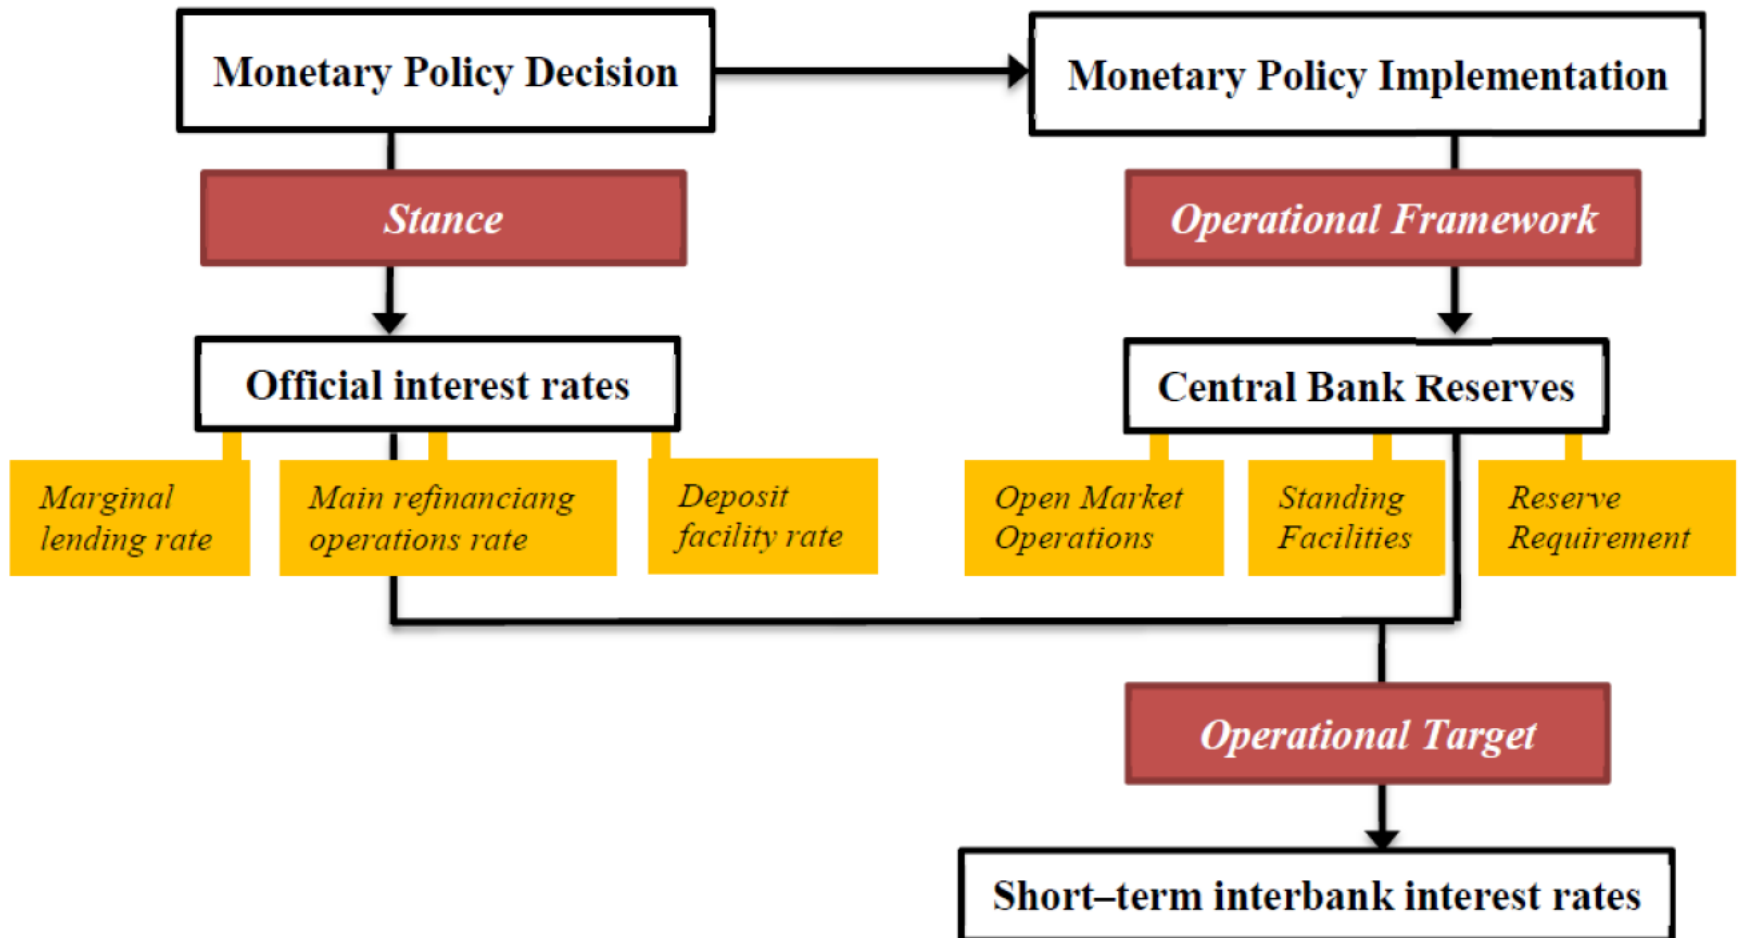 Monetary Policy Decision
Monetary Policy Implementation
Stance
Operational Framework
Official interest rates
Central Bank Reserves
Marginal
lending rate
Main refinanciang
operations rate
Deposit
facility rate
Open Market
Operations
Standing
Facilities
Reserve
Requirement
Operational Target
Short–term interbank interest rates